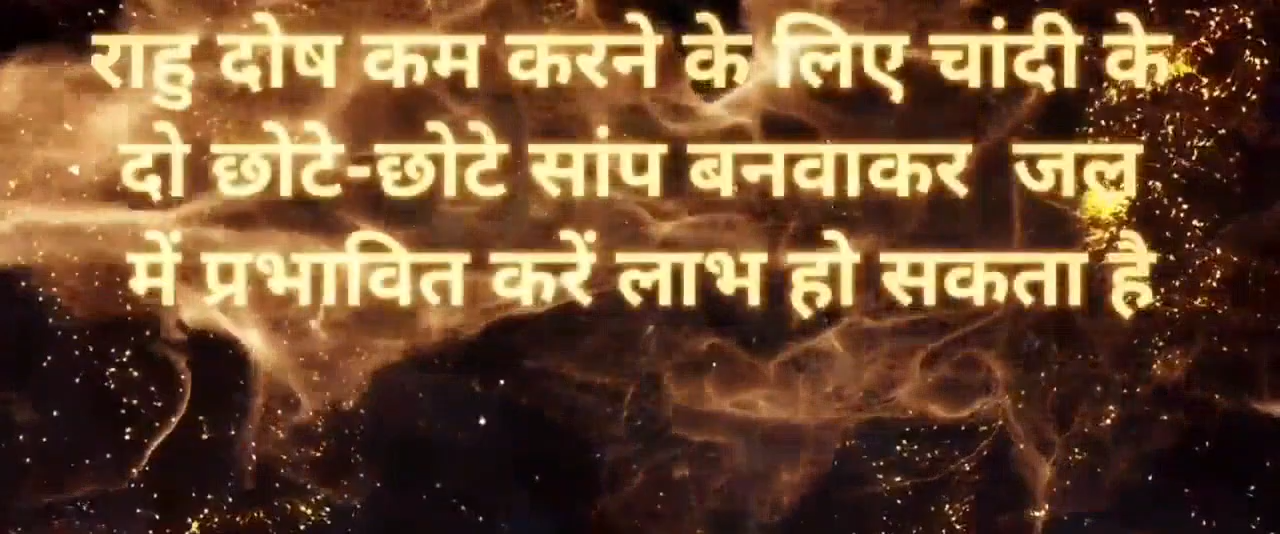 राहु दोष कम करने के लिए चांदी के
दो छोटे-छोटे सांप बनवाकर जल
में प्रभावित करें लाभ हो सकता है